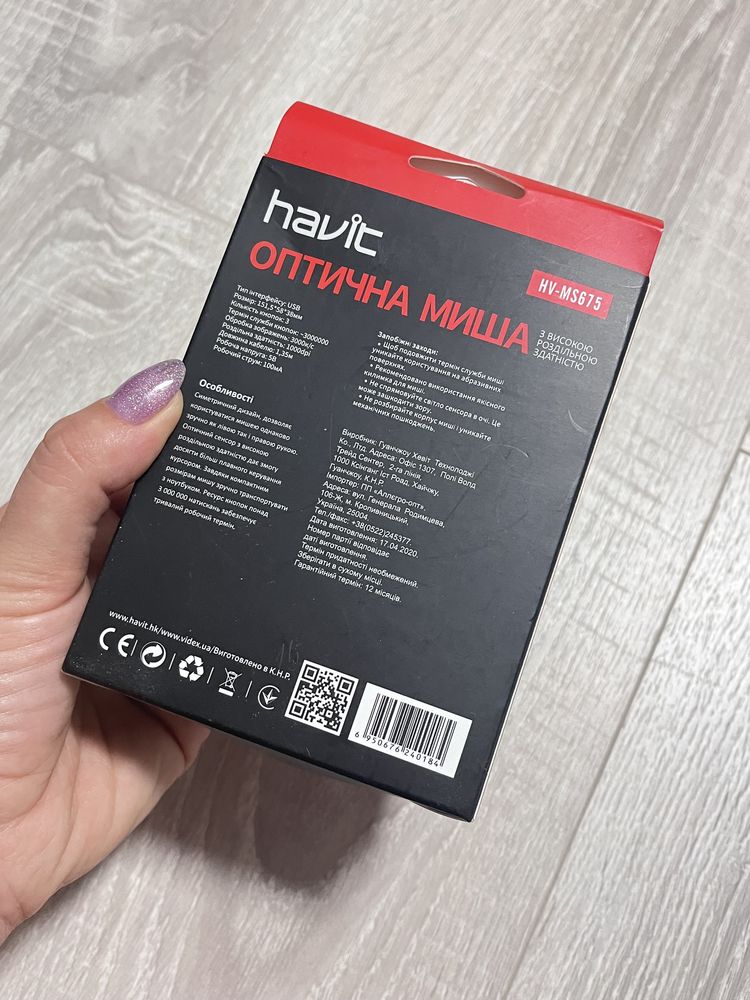 havit
ОПТИЧНА МИША
HV-MS675
З ВИСОКОЮ
РОЗДІЛЬНОЮ
ЗДАТНІСТЮ
Тип інтерфейсу: USB
Розмір: 151,5*58*38мм
Кількість кнопок: 3
Термін служби кнопок: ~3000000
Обробка зображень: 3000к/с
Роздільна здатність: 1000dpi
Довжина кабелю: 1,35м
Робоча напруга: 5В
Робочий струм: 100мА
Особливості
Симетричний дизайн, дозволяє
користуватися мишею однаково
зручно як лівою так і правою рукою.
Оптичний сенсор з високою
роздільною здатністю дає змогу
досягти більш плавного керування
курсором. Завдяки компактним
розмірам мишу зручно транспортувати
з ноутбуком. Ресурс кнопок понад
3 000 000 натискань забезпечує
тривалий робочий термін.
Запобіжні заходи:
• Щоб подовжити термін служби миші
уникайте користування на абразивних
поверхнях.
• Рекомендовано використання якісного
килимка для миші.
• Не спрямовуйте світло сенсора в очі. Це
може зашкодити зору.
• Не розбирайте корпус миші і уникайте
механічних пошкоджень.
Виробник: Гуанчжоу Хевіт Технолоджі
Ко., Лтд. Адреса: Офіс 1307, Полі Волд
Трейд Сентер, 2-га лінія,
1000 Ксінганг Іст Роад, Хайчжу,
Гуанчжоу, К.Н.Р.
Імпортер: ПП «Аллєгро-опт».
Адреса: вул. Генерала Родимцева,
106-Ж, м. Кропивницький,
Україна, 25004.
Тел./факс: +38(0522)245377.
Дата виготовлення: 17.04.2020.
Номер партії відповідає
даті виготовлення.
Термін придатності необмежений.
Зберігати в сухому місці.
Гарантійний термін: 12 місяців.
www.havit.hk/www.videx.ua/Виготовлено в К.Н.Р.
CE
6 950676 240184